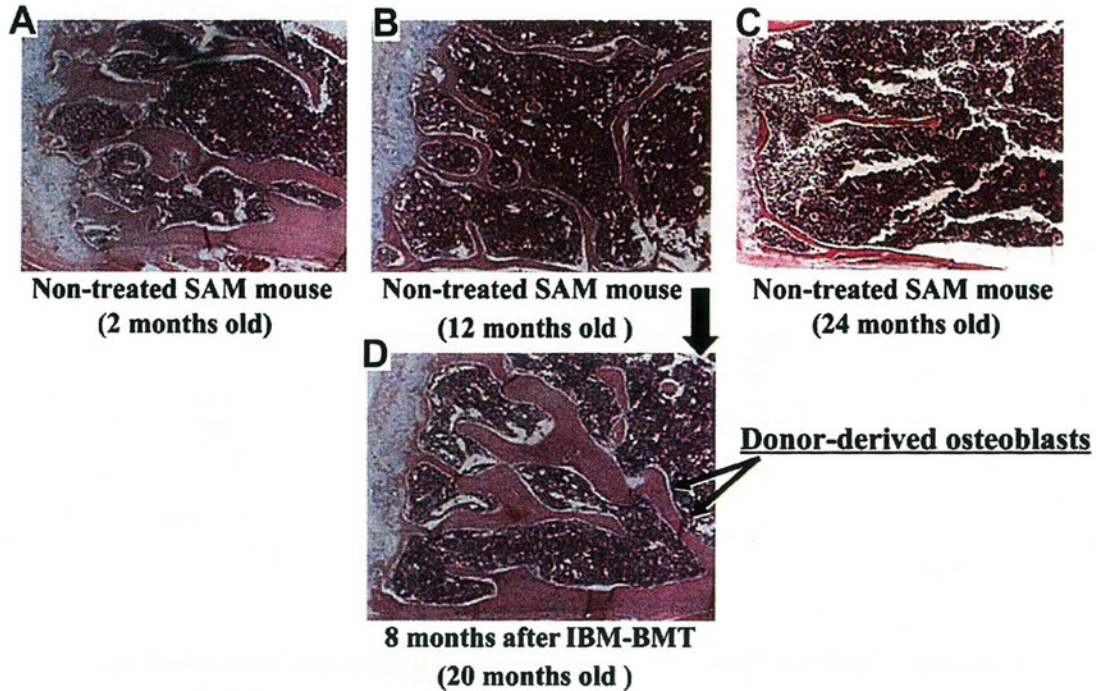 A
B
C
Non-treated SAM mouse
(2 months old)
Non-treated SAM mouse
(12 months old )
Non-treated SAM mouse
(24 months old)
D
Donor-derived osteoblasts
8 months after IBM-BMT
(20 months old )